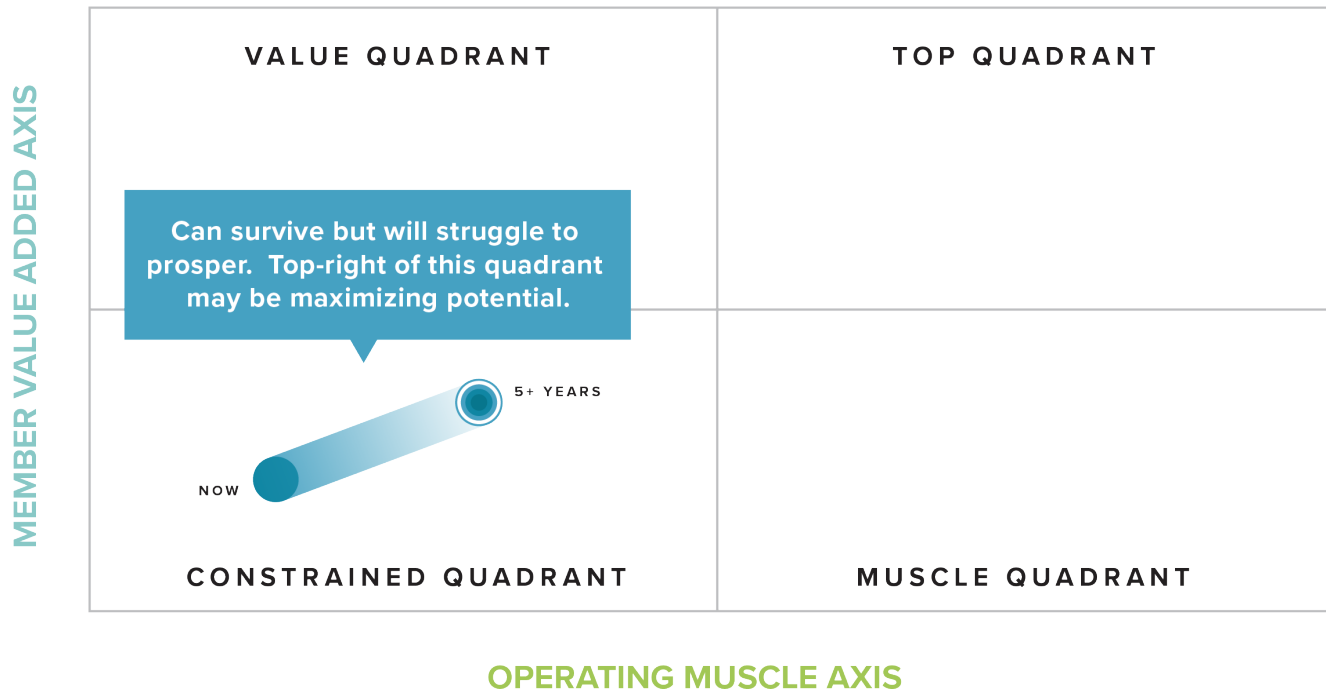 VALUE QUADRANT
TOP QUADRANT
MEMBER VALUE ADDED AXIS
Can survive but will struggle to
prosper.  Top-right of this quadrant
may be maximizing potential.
5+ YEARS
NOW
CONSTRAINED QUADRANT
MUSCLE QUADRANT
OPERATING MUSCLE AXIS